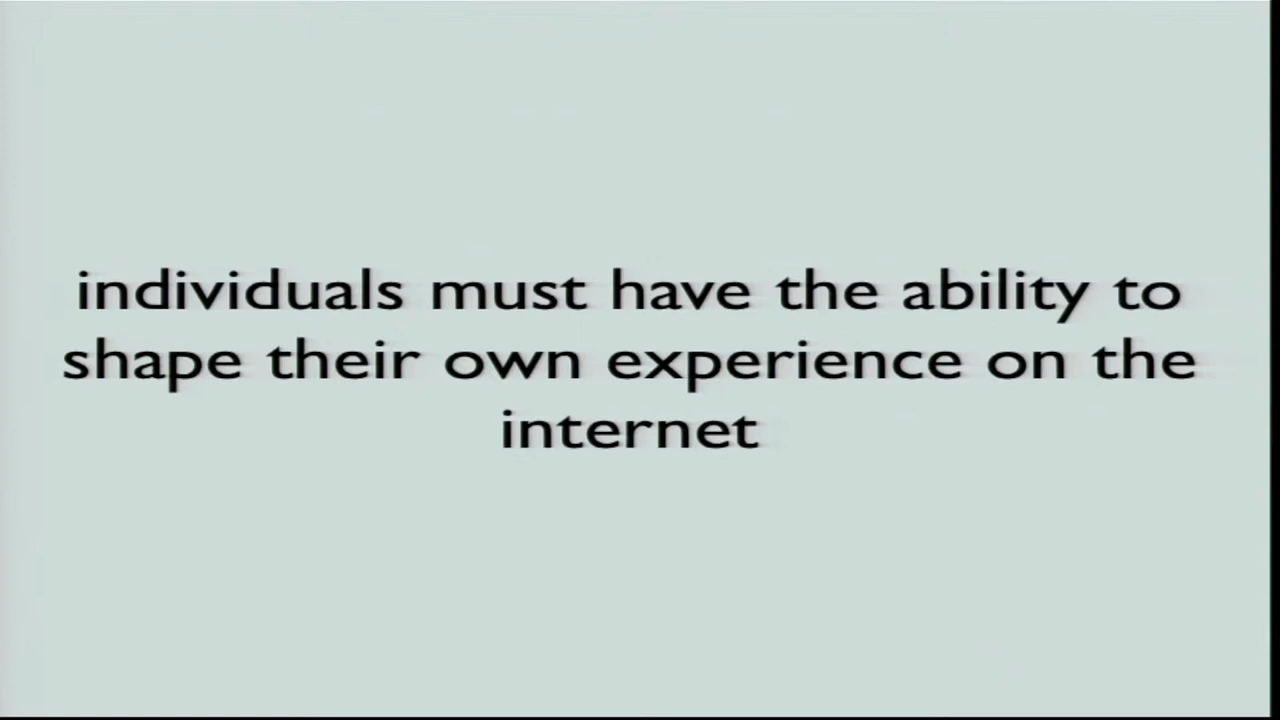 individuals must have the ability to
shape their own experience on the
internet